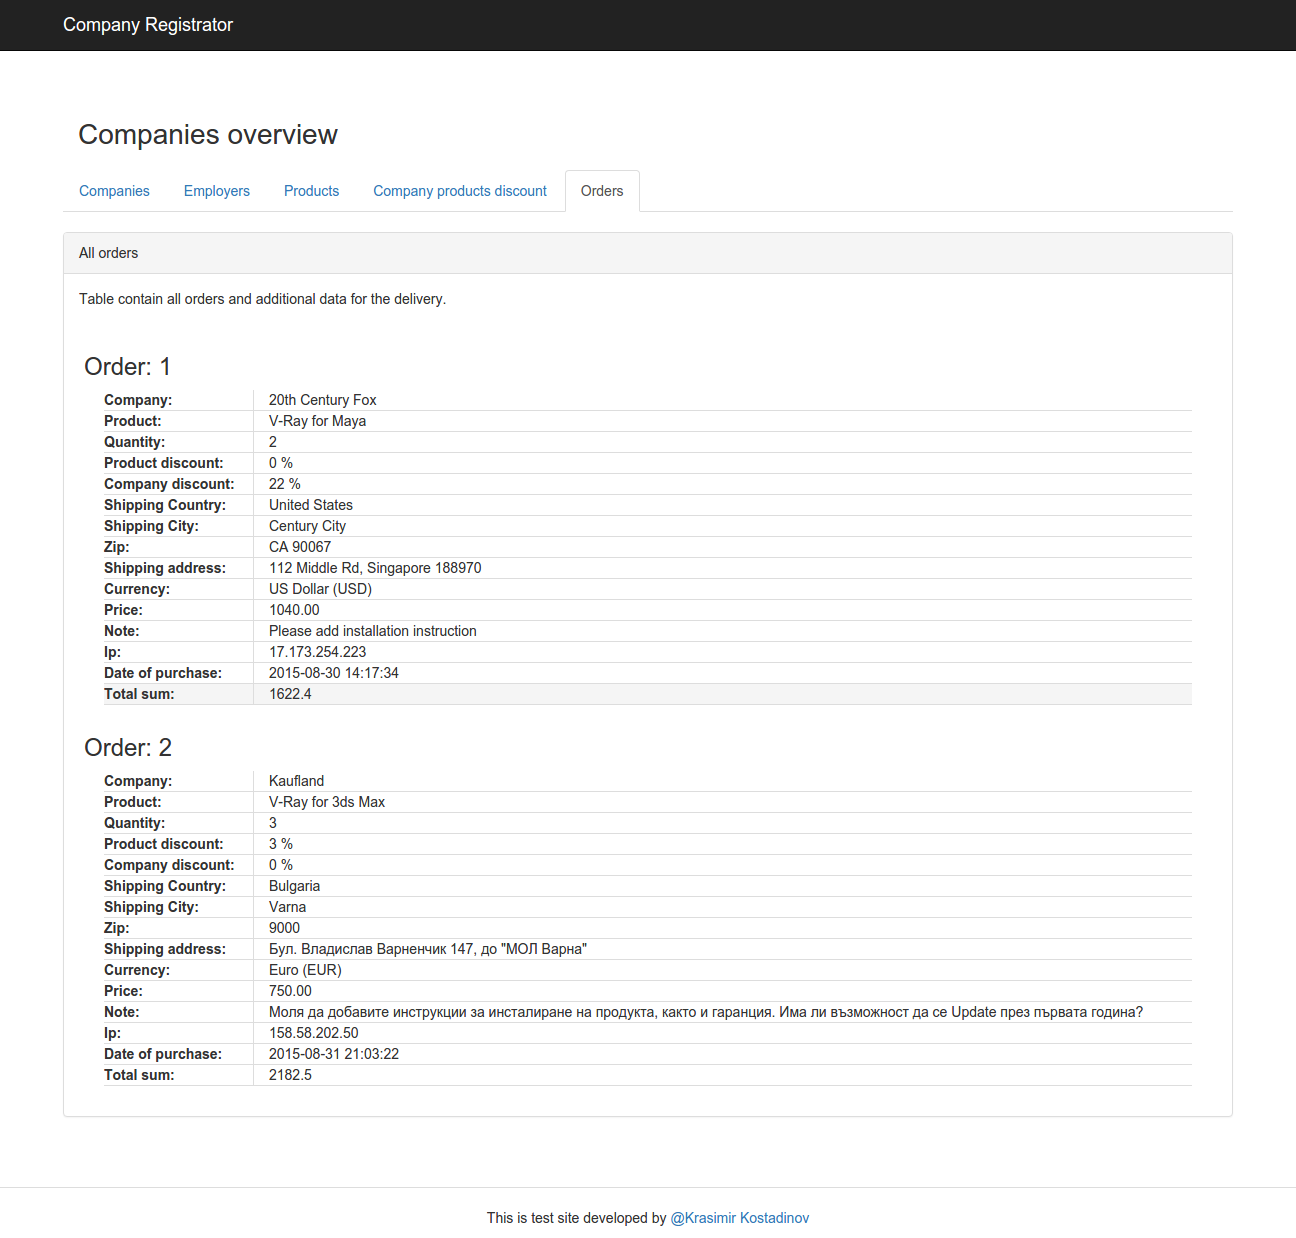 Company Registrator
Companies overview
Companies Employers Products Company products discount Orders
All orders
Table contain all orders and additional data for the delivery.
Order: 1
Company: 20th Century Fox
Product: V-Ray for Maya
Quantity: 2
Product discount: 0 %
Company discount: 22 %
Shipping Country: United States
Shipping City: Century City
Zip: CA 90067
Shipping address: 112 Middle Rd, Singapore 188970
Currency: US Dollar (USD)
Price: 1040.00
Note: Please add installation instruction
Ip: 17.173.254.223
Date of purchase: 2015-08-30 14:17:34
Total sum: 1622.4
Order: 2
Company: Kaufland
Product: V-Ray for 3ds Max
Quantity: 3
Product discount: 3 %
Company discount: 0 %
Shipping Country: Bulgaria
Shipping City: Varna
Zip: 9000
Shipping address: Бул. Владислав Варненчик 147, до "МОЛ Варна"
Currency: Euro (EUR)
Price: 750.00
Note: Моля да добавите инструкции за инсталиране на продукта, както и гаранция. Има ли възможност да се Update през първата година?
Ip: 158.58.202.50
Date of purchase: 2015-08-31 21:03:22
Total sum: 2182.5
This is test site developed by @Krasimir Kostadinov